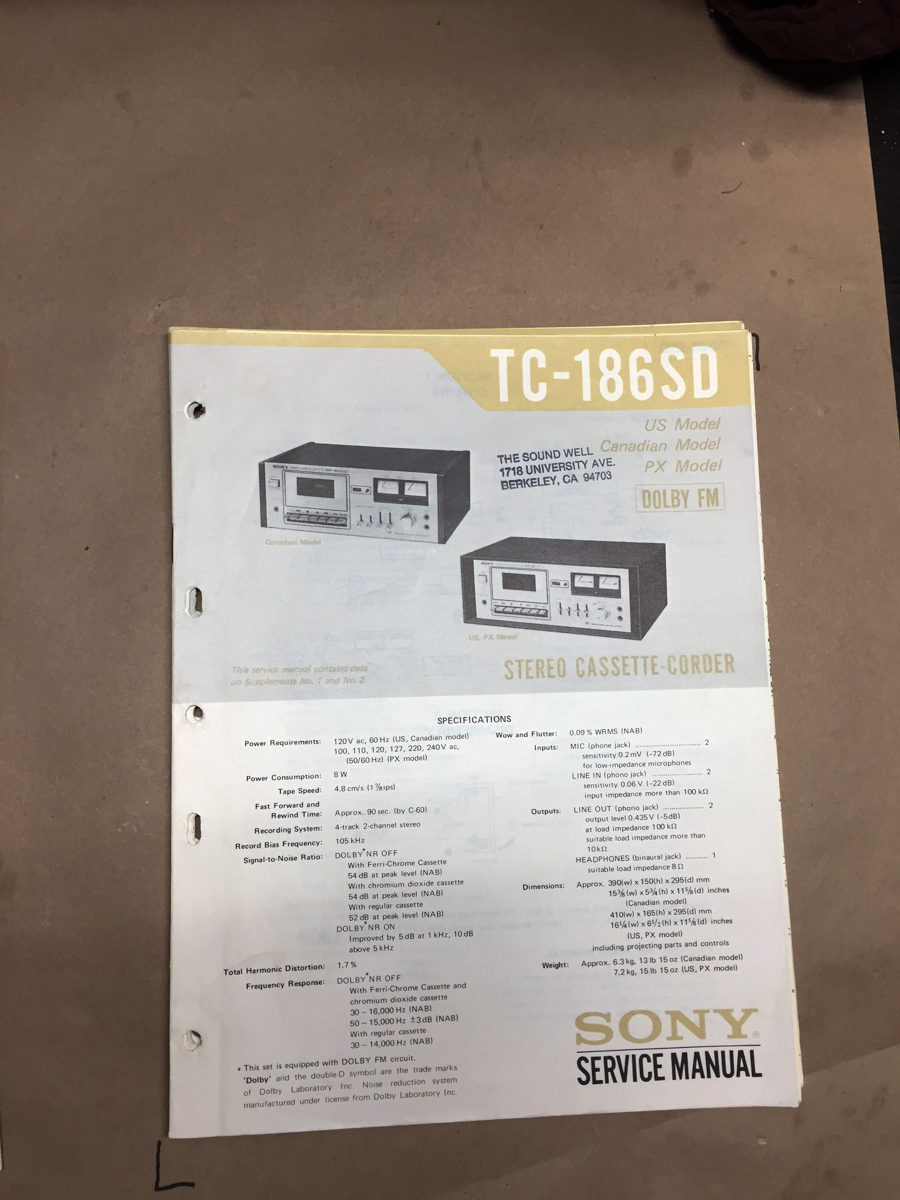 TC-186SD
US Model
Canadian Model
PX Model
DOLBY FM
THE SOUND WELL
1718 UNIVERSITY AVE.
BERKELEY, CA 94703
SONY
Canadian Model
SONY
US, PX Model
This service manual contains data
on Supplements No. 1 and No. 2.
STEREO CASSETTE-CORDER
SPECIFICATIONS
Power Requirements: 120 V ac, 60 Hz (US, Canadian model)
100, 110, 120, 127, 220, 240 V ac,
(50/60 Hz) (PX model)
Power Consumption: 8 W
Tape Speed: 4.8 cm/s (1 7/8 ips)
Fast Forward and
Rewind Time: Approx. 90 sec. (by C-60)
Recording System: 4-track 2-channel stereo
Record Bias Frequency: 105 kHz
Signal-to-Noise Ratio: DOLBY* NR OFF
With Ferri-Chrome Cassette
54 dB at peak level (NAB)
With chromium dioxide cassette
54 dB at peak level (NAB)
With regular cassette
52 dB at peak level (NAB)
DOLBY* NR ON
Improved by 5 dB at 1 kHz, 10 dB
above 5 kHz
Total Harmonic Distortion: 1.7 %
Frequency Response: DOLBY* NR OFF
With Ferri-Chrome Cassette and
chromium dioxide cassette
30 – 16,000 Hz (NAB)
50 – 15,000 Hz ±3 dB (NAB)
With regular cassette
30 – 14,000 Hz (NAB)
* This set is equipped with DOLBY FM circuit.
'Dolby' and the double-D symbol are the trade marks
of Dolby Laboratory Inc. Noise reduction system
manufactured under license from Dolby Laboratory Inc.
Wow and Flutter: 0.09 % WRMS (NAB)
Inputs: MIC (phone jack) .......................... 2
sensitivity 0.2 mV (–72 dB)
for low-impedance microphones
LINE IN (phono jack) .................... 2
sensitivity 0.06 V (–22 dB)
input impedance more than 100 kΩ
Outputs: LINE OUT (phono jack) ................ 2
output level 0.435 V (–5 dB)
at load impedance 100 kΩ
suitable load impedance more than
10 kΩ
HEADPHONES (binaural jack) ......... 1
suitable load impedance 8 Ω
Dimensions: Approx. 390(w) x 150(h) x 295(d) mm
15 3/8 (w) x 5 3/4 (h) x 11 5/8 (d) inches
(Canadian model)
410(w) x 165(h) x 295(d) mm
16 1/4 (w) x 6 1/2 (h) x 11 5/8 (d) inches
(US, PX model)
including projecting parts and controls
Weight: Approx. 6.3 kg, 13 lb 15 oz (Canadian model)
7.2 kg, 15 lb 15 oz (US, PX model)
SONY®
SERVICE MANUAL